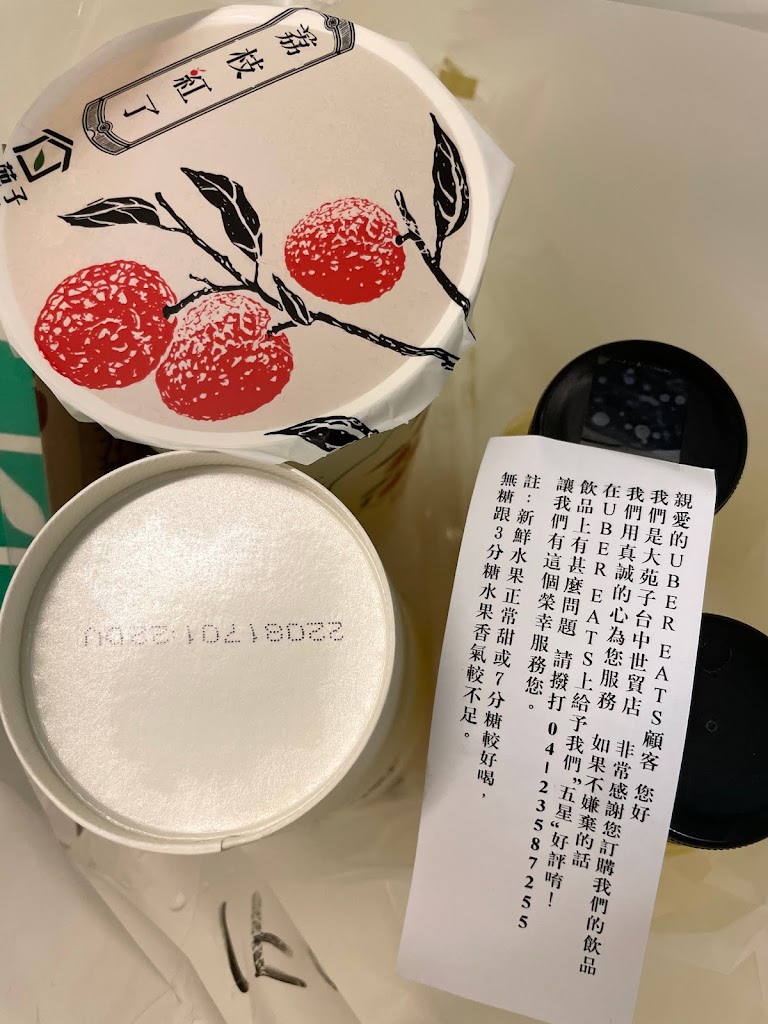 荔枝紅了
苑子
親愛的UBER EATS顧客 您好
我們是大苑子台中世貿店 非常感謝您訂購我們的飲品
我們用真誠的心為您服務 如果不嫌棄的話
在UBER EATS上給予我們”五星“好評唷！
飲品上有甚麼問題 請撥打04-23587255
讓我們有這個榮幸服務您。
註：新鮮水果正常甜或7分糖較好喝，
無糖跟3分糖水果香氣較不足。
正